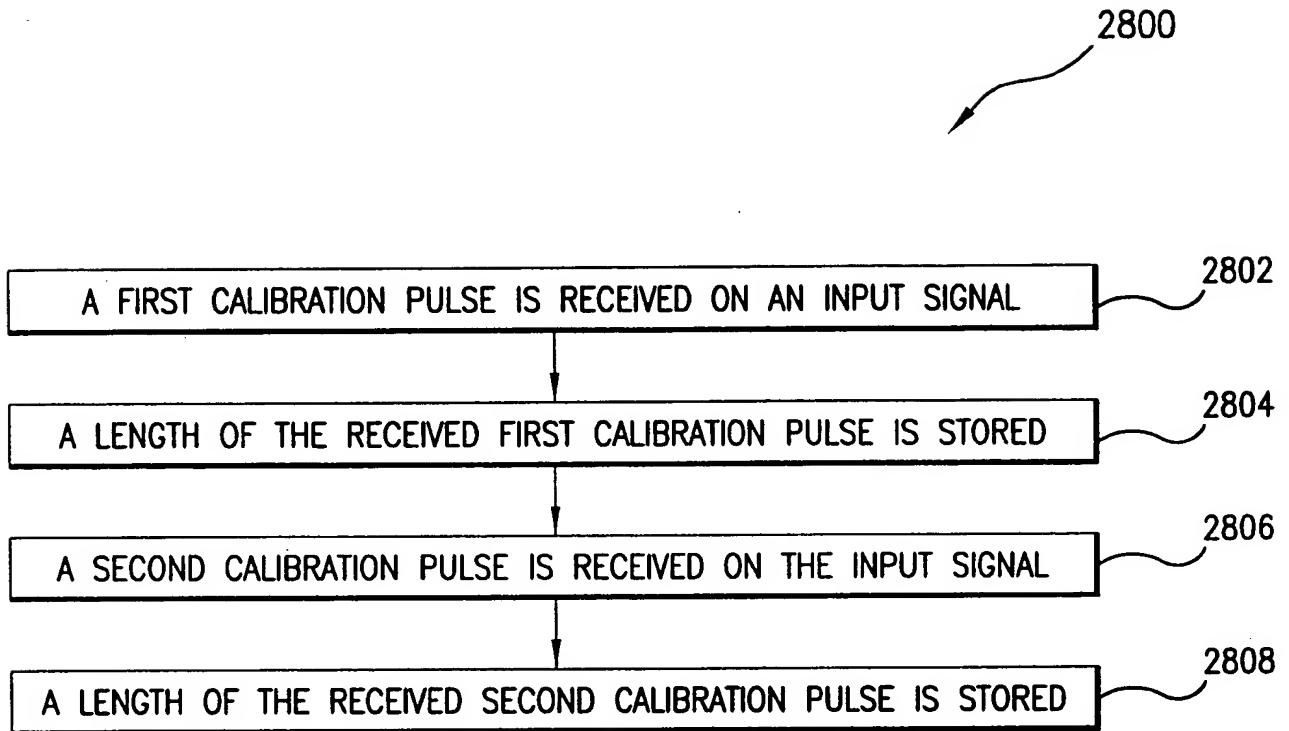 2800
A FIRST CALIBRATION PULSE IS RECEIVED ON AN INPUT SIGNAL
2802
A LENGTH OF THE RECEIVED FIRST CALIBRATION PULSE IS STORED
2804
A SECOND CALIBRATION PULSE IS RECEIVED ON THE INPUT SIGNAL
2806
A LENGTH OF THE RECEIVED SECOND CALIBRATION PULSE IS STORED
2808